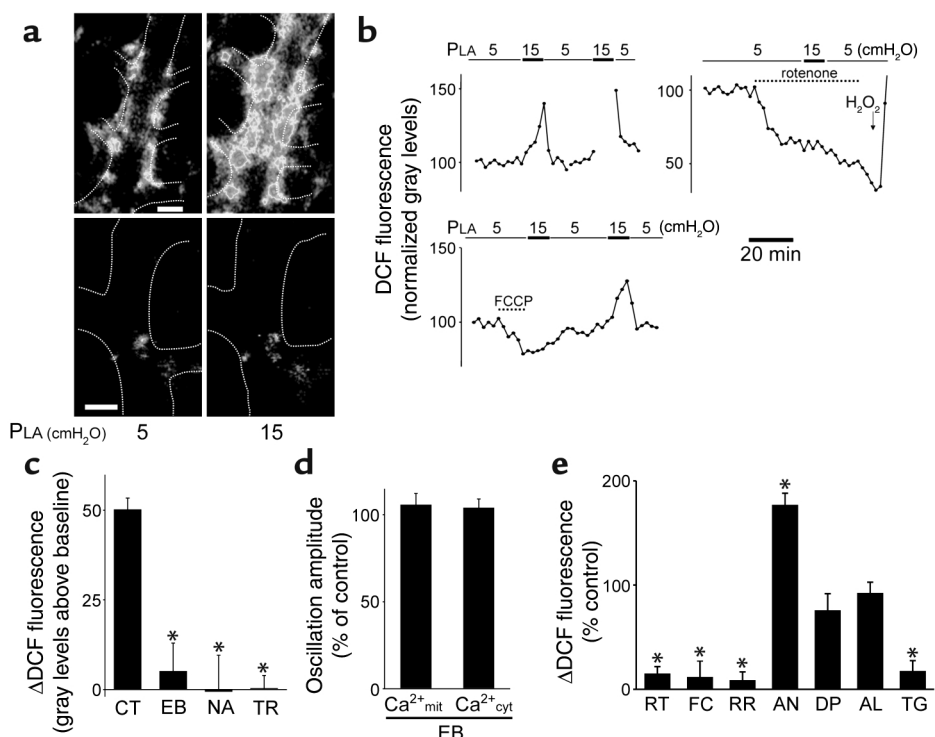 a
PLA (cmH2O) 5 15
b
DCF fluorescence
(normalized gray levels)
PLA 5 15 5 15 5
150
100
5 15 5 (cmH2O)
rotenone
H2O2
100
50
PLA 5 15 5 15 5 (cmH2O)
150
100
FCCP
20 min
c
ΔDCF fluorescence
(gray levels above baseline)
50
25
0
* * *
CT EB NA TR
d
Oscillation amplitude
(% of control)
100
50
0
Ca2+mit Ca2+cyt
EB
e
ΔDCF fluorescence
(% control)
200
100
0
* * * * *
RT FC RR AN DP AL TG